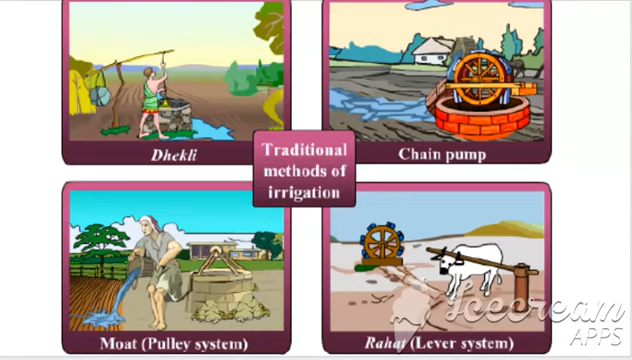 Dhekli
Chain pump
Traditional
methods of
irrigation
Moat (Pulley system)
Rahat (Lever system)
Icecream
APPS